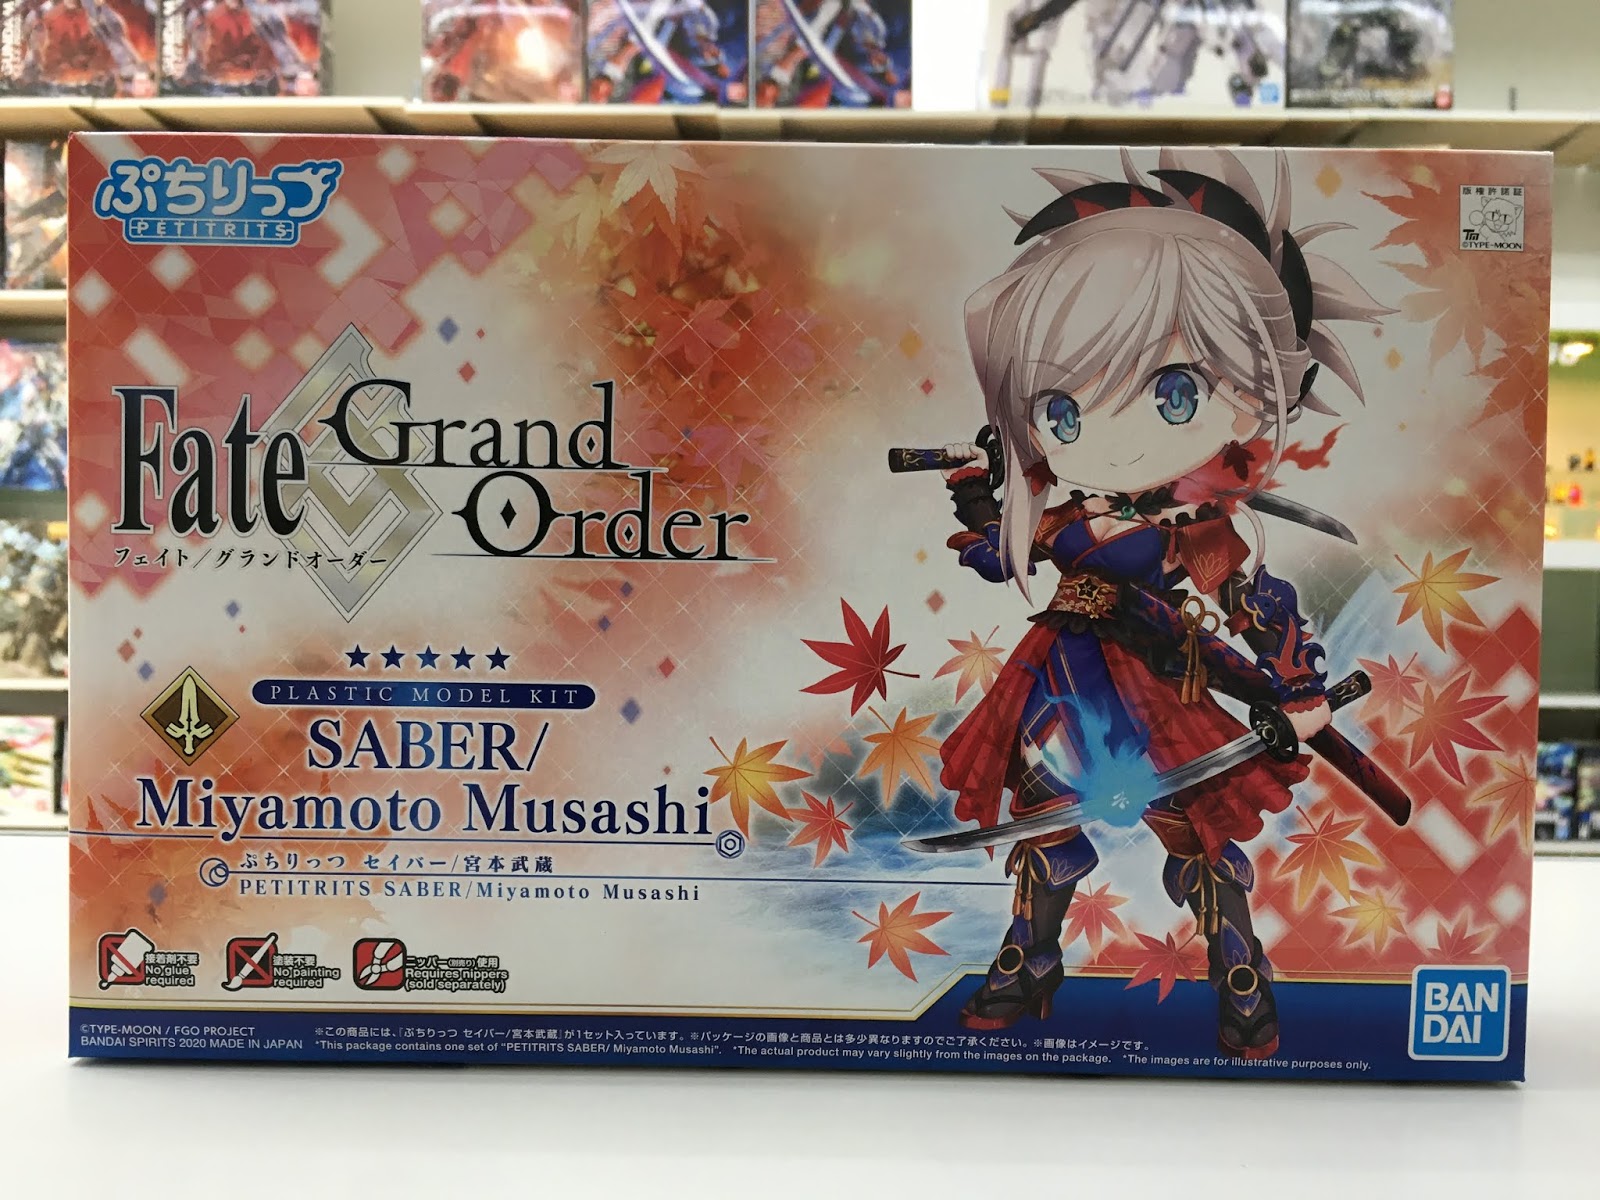 ぷちりっつ
PETITRITS
版権許諾証
TM
©TYPE-MOON
Fate
Grand
Order
フェイト/グランドオーダー
★★★★★
PLASTIC MODEL KIT
SABER/
Miyamoto Musashi
ぷちりっつ セイバー/宮本武蔵
PETITRITS SABER/Miyamoto Musashi
接着剤不要
No glue
required
塗装不要
No painting
required
ニッパー(別売り)使用
Requires nippers
(sold separately)
BAN
DAI
©TYPE-MOON / FGO PROJECT
BANDAI SPIRITS 2020 MADE IN JAPAN
※この商品には、『ぷちりっつ セイバー/宮本武蔵』が1セット入っています。※パッケージの画像と商品とは多少異なりますのでご了承ください。※画像はイメージです。
*This package contains one set of "PETITRITS SABER/ Miyamoto Musashi". *The actual product may vary slightly from the images on the package. *The images are for illustrative purposes only.